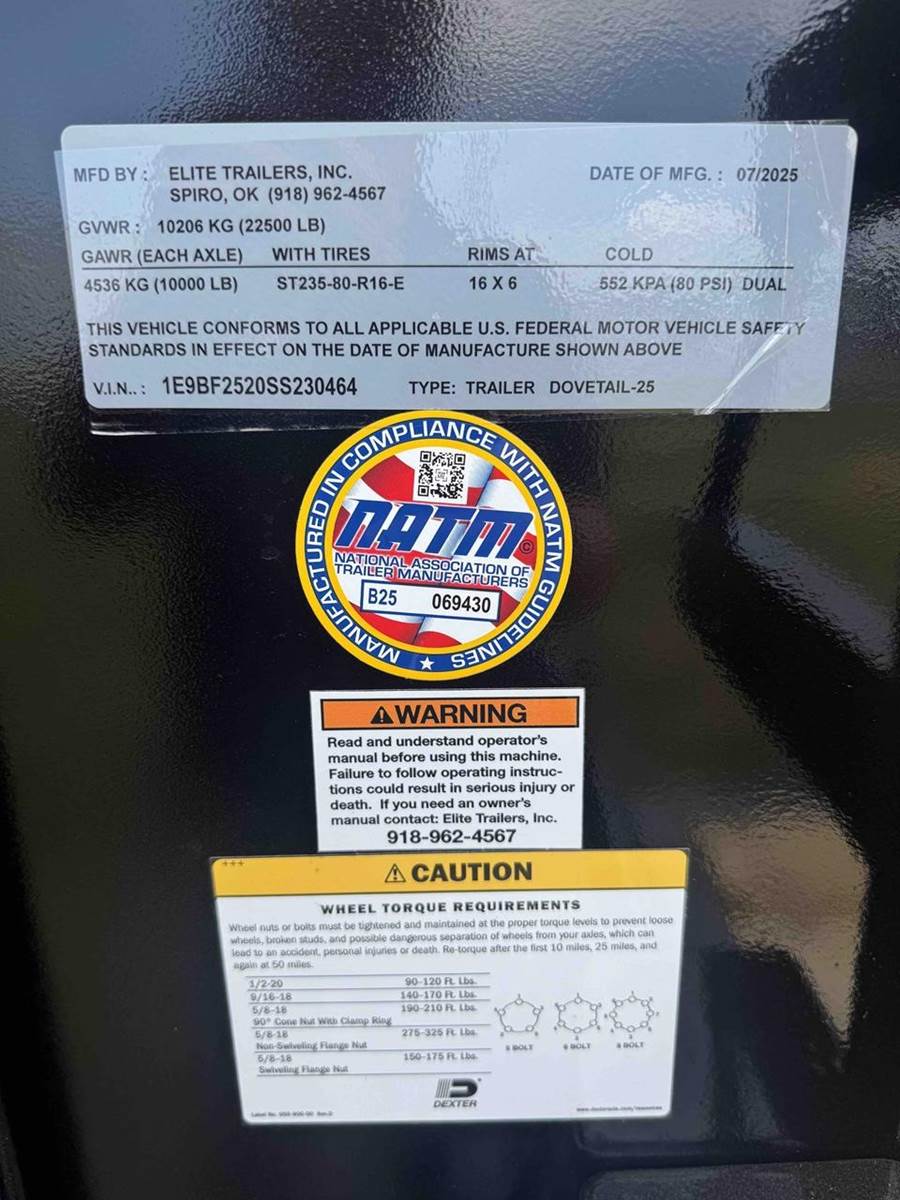 MFD BY : ELITE TRAILERS, INC. DATE OF MFG. : 07/2025
SPIRO, OK (918) 962-4567
GVWR : 10206 KG (22500 LB)
GAWR (EACH AXLE) WITH TIRES RIMS AT COLD
4536 KG (10000 LB) ST235-80-R16-E 16 X 6 552 KPA (80 PSI) DUAL
THIS VEHICLE CONFORMS TO ALL APPLICABLE U.S. FEDERAL MOTOR VEHICLE SAFETY
STANDARDS IN EFFECT ON THE DATE OF MANUFACTURE SHOWN ABOVE
V.I.N.. : 1E9BF2520SS230464 TYPE: TRAILER DOVETAIL-25
MANUFACTURED IN COMPLIANCE WITH NATM GUIDELINES
NATM ©
NATIONAL ASSOCIATION OF
TRAILER MANUFACTURERS
B25 069430
WARNING
Read and understand operator's
manual before using this machine.
Failure to follow operating instruc-
tions could result in serious injury or
death. If you need an owner's
manual contact: Elite Trailers, Inc.
918-962-4567
+++
CAUTION
WHEEL TORQUE REQUIREMENTS
Wheel nuts or bolts must be tightened and maintained at the proper torque levels to prevent loose
wheels, broken studs, and possible dangerous separation of wheels from your axles, which can
lead to an accident, personal injuries or death. Re-torque after the first 10 miles, 25 miles, and
again at 50 miles.
1/2-20 90-120 Ft. Lbs.
9/16-18 140-170 Ft. Lbs.
5/8-18 190-210 Ft. Lbs.
90° Cone Nut With Clamp Ring
5/8-18 275-325 Ft. Lbs.
Non-Swiveling Flange Nut
5/8-18 150-175 Ft. Lbs.
Swiveling Flange Nut
5 BOLT 6 BOLT 8 BOLT
DEXTER